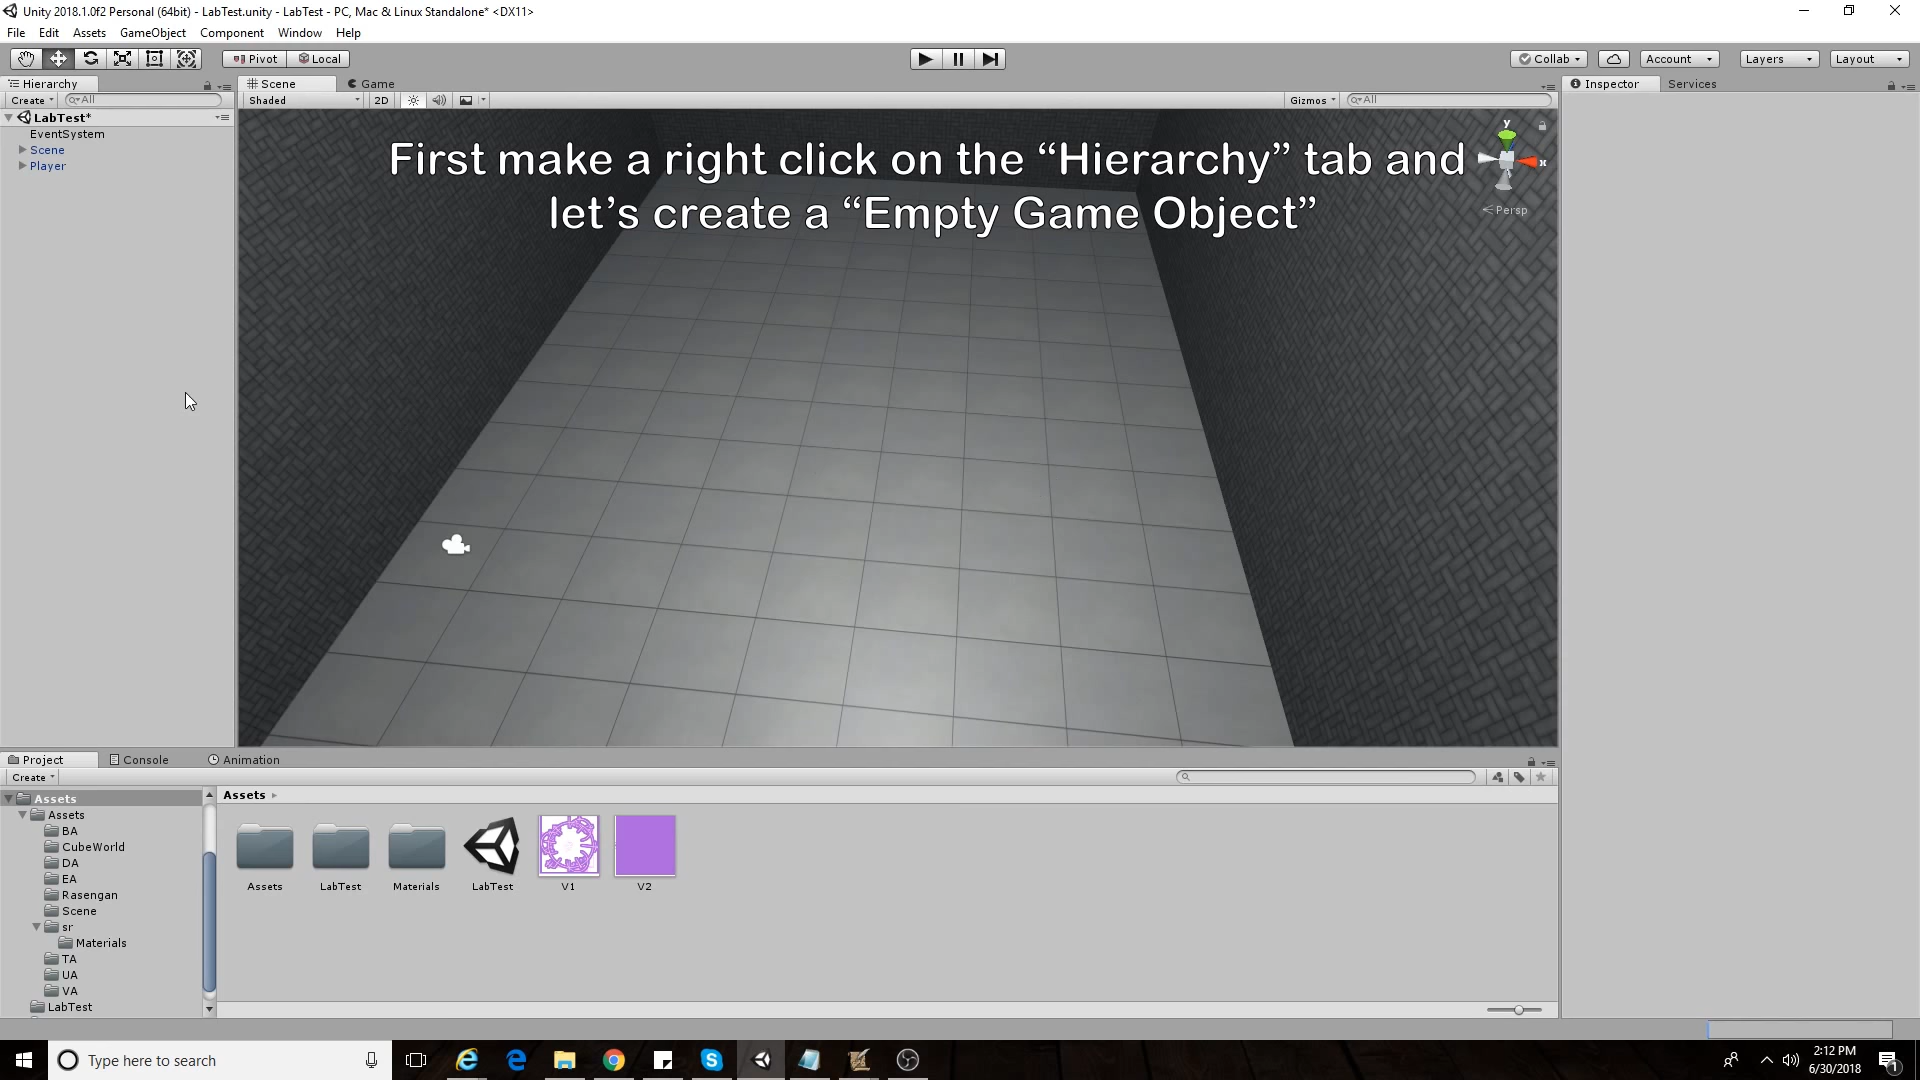 Unity 2018.1.0f2 Personal (64bit) - LabTest.unity - LabTest - PC, Mac & Linux Standalone* <DX11>
File Edit Assets GameObject Component Window Help
Pivot Local Collab Account Layers Layout
Hierarchy Scene Game Inspector Services
Create All Shaded 2D Gizmos All
LabTest*
EventSystem
Scene
Player
First make a right click on the “Hierarchy” tab and
let’s create a “Empty Game Object”
y
x
Persp
Project Console Animation
Create
Assets
Assets
BA
CubeWorld
DA
EA
Rasengan
Scene
sr
Materials
TA
UA
VA
LabTest
Assets
Assets LabTest Materials LabTest V1 V2
Type here to search
2:12 PM
6/30/2018
1